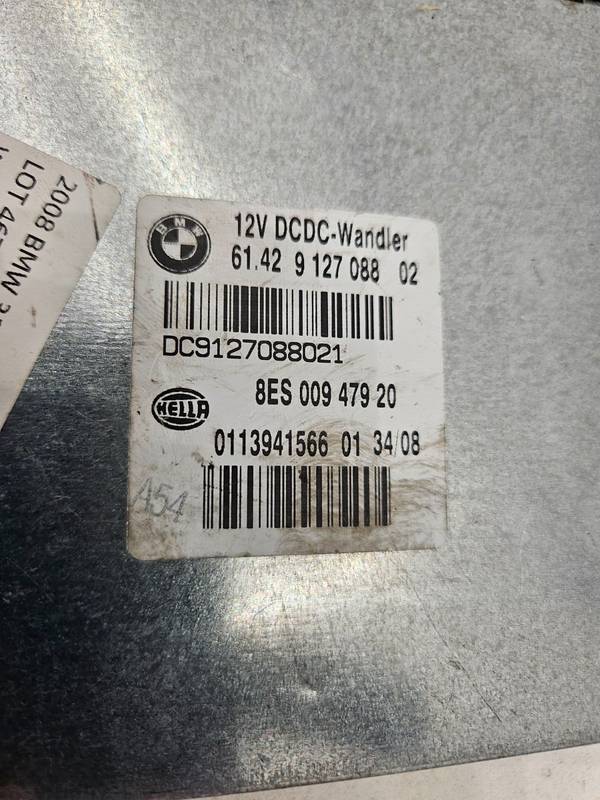 2008 BMW
LOT
BMW
12V DCDC-Wandler
61.42 9 127 088 02
DC9127088021
HELLA
8ES 009 479 20
0113941566 01 34/08
A54